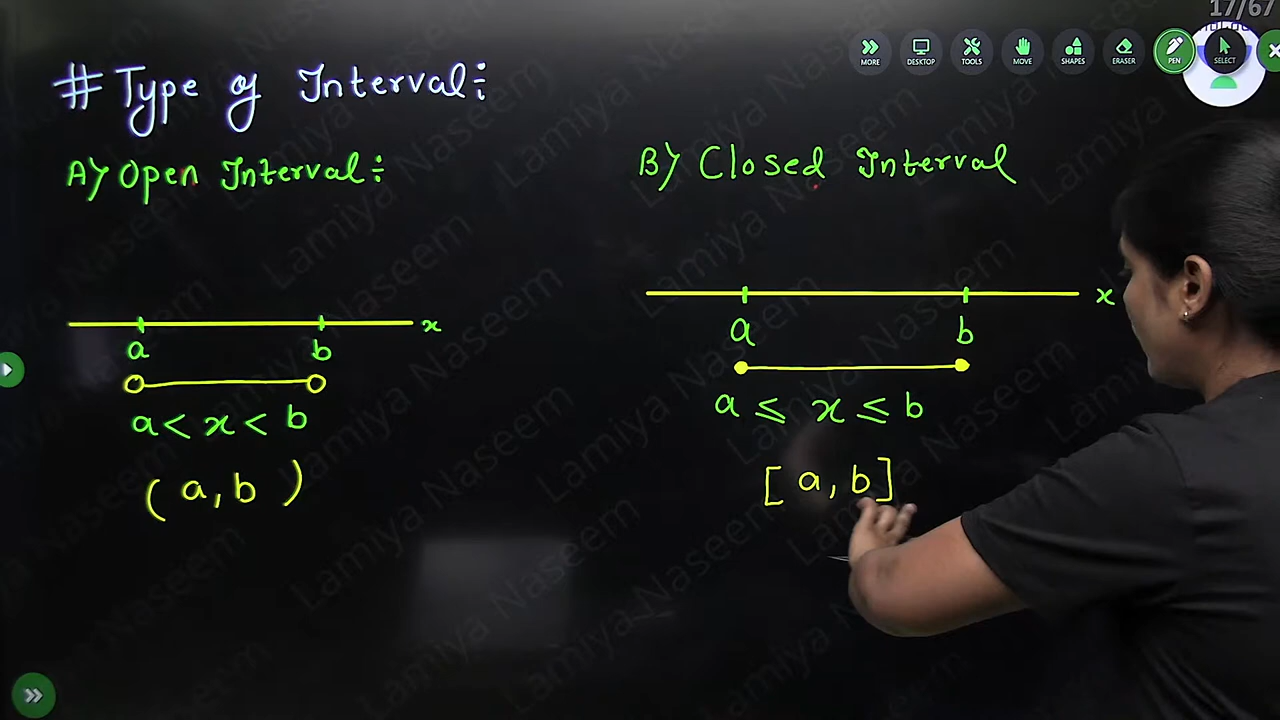 17/67
MORE DESKTOP TOOLS MOVE SHAPES ERASER PEN SELECT
# Type of Interval:
A) Open Interval:
B) Closed Interval
x
a b
a < x < b
(a, b)
x
a b
a ≤ x ≤ b
[a, b]
Lamiya Naseem